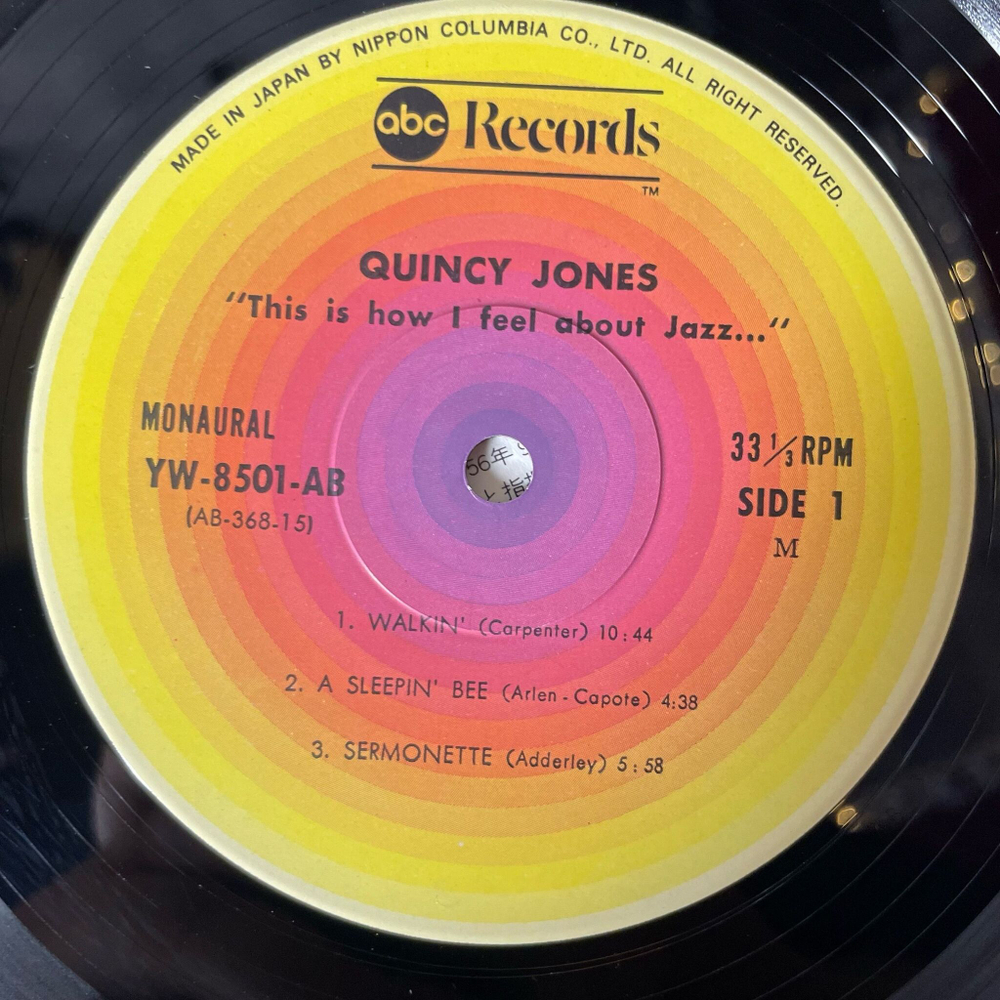 MADE IN JAPAN BY NIPPON COLUMBIA CO., LTD. ALL RIGHT RESERVED.
abc Records
TM
QUINCY JONES
“This is how I feel about Jazz...“
MONAURAL
YW-8501-AB
(AB-368-15)
33 1/3 RPM
SIDE 1
M
56年
指
1. WALKIN' (Carpenter) 10:44
2. A SLEEPIN' BEE (Arlen-Capote) 4:38
3. SERMONETTE (Adderley) 5:58